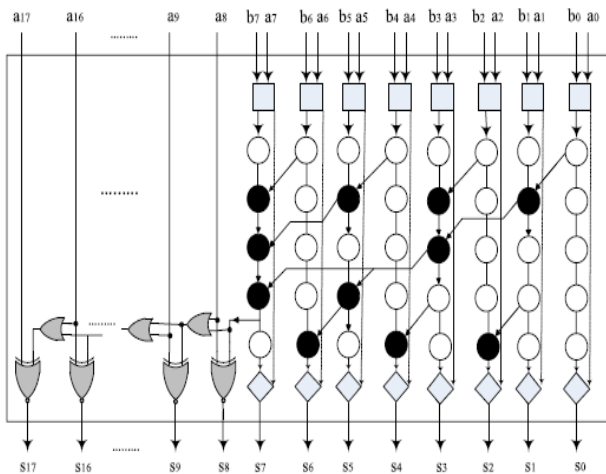 a17 a16 ......... a9 a8 b7 a7 b6 a6 b5 a5 b4 a4 b3 a3 b2 a2 b1 a1 b0 a0
.........
.........
s17 s16 ......... s9 s8 s7 s6 s5 s4 s3 s2 s1 s0